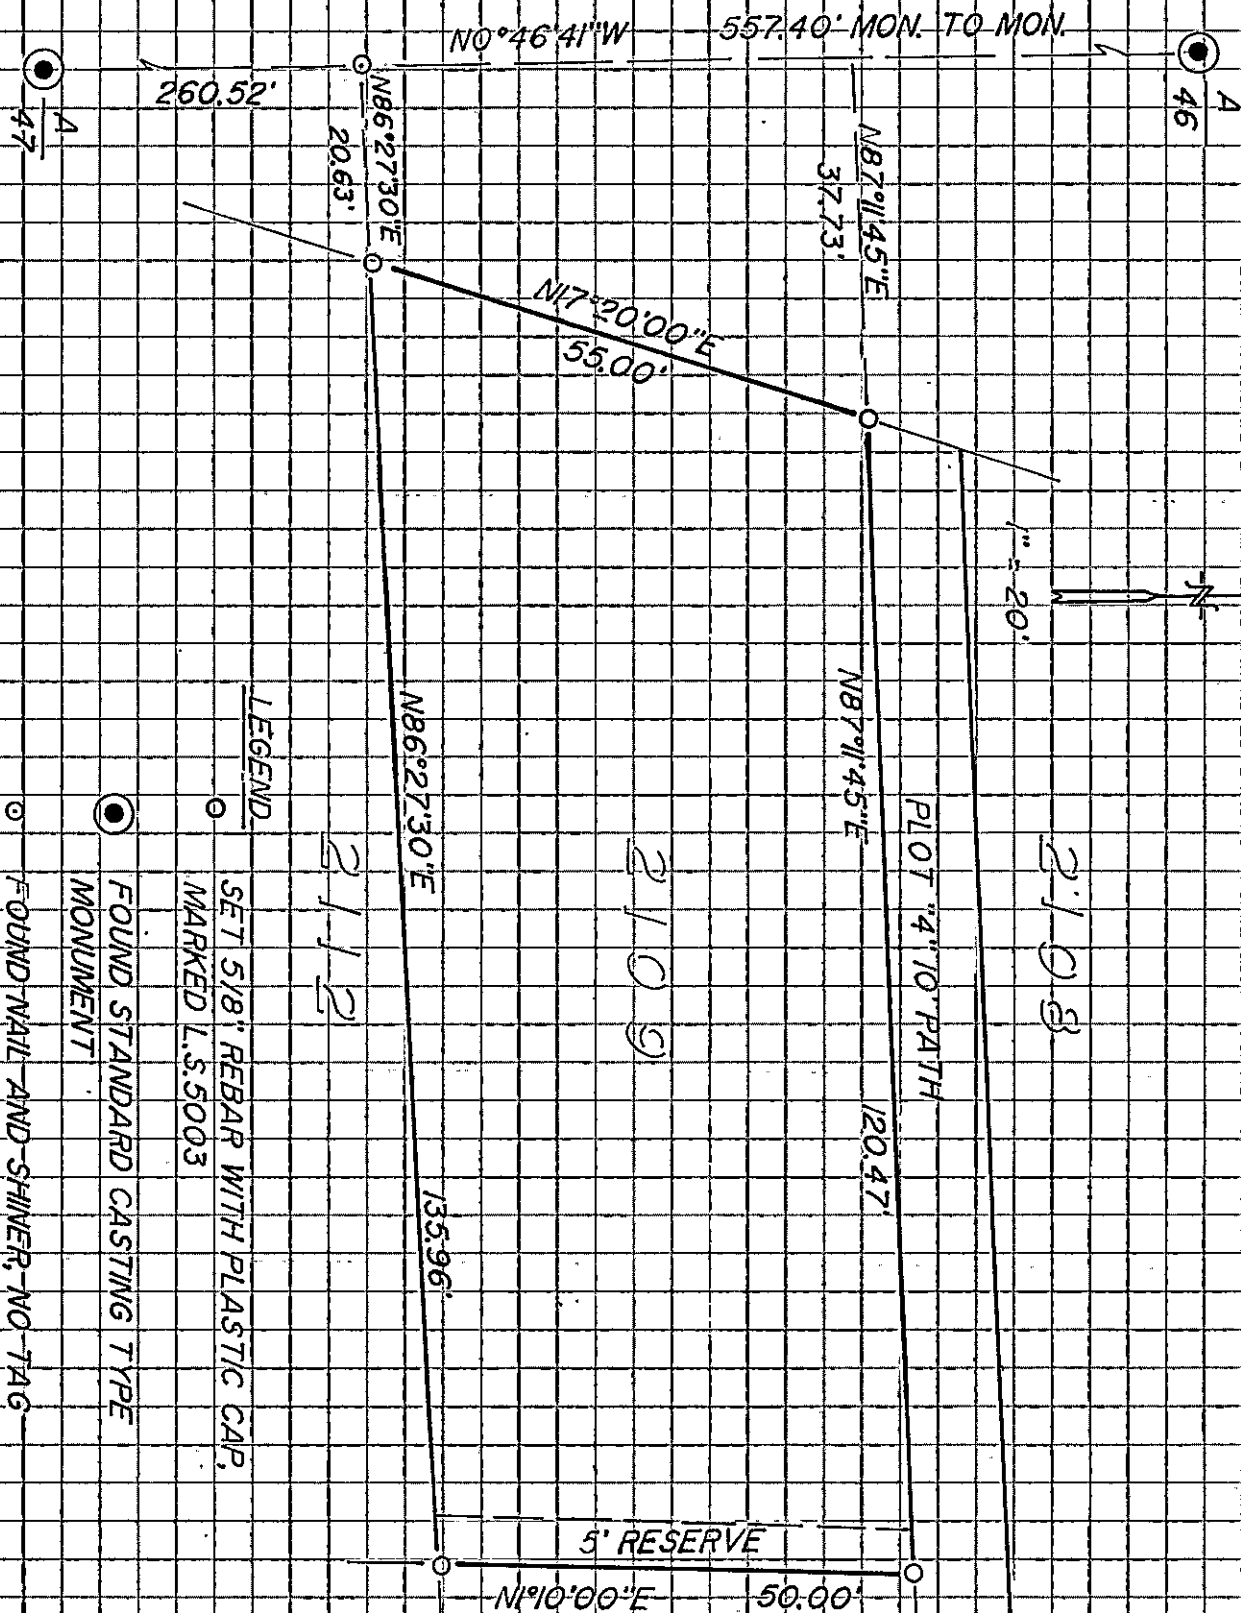 N0°46'41"W
557.40' MON. TO MON.
260.52'
A
47
A
46
N86°27'30"E
20.63'
N87°11'45"E
37.73'
N17°20'00"E
55.00'
1" = 20'
N87°11'45"E
120.47'
PLOT "4" 10' PATH
2108
2109
2112
N86°27'30"E
135.96'
5' RESERVE
N1°10'00"E
50.00'
LEGEND
SET 5/8" REBAR WITH PLASTIC CAP,
MARKED L.S.5003
FOUND STANDARD CASTING TYPE
MONUMENT
FOUND NAIL AND SHINER, NO TAG